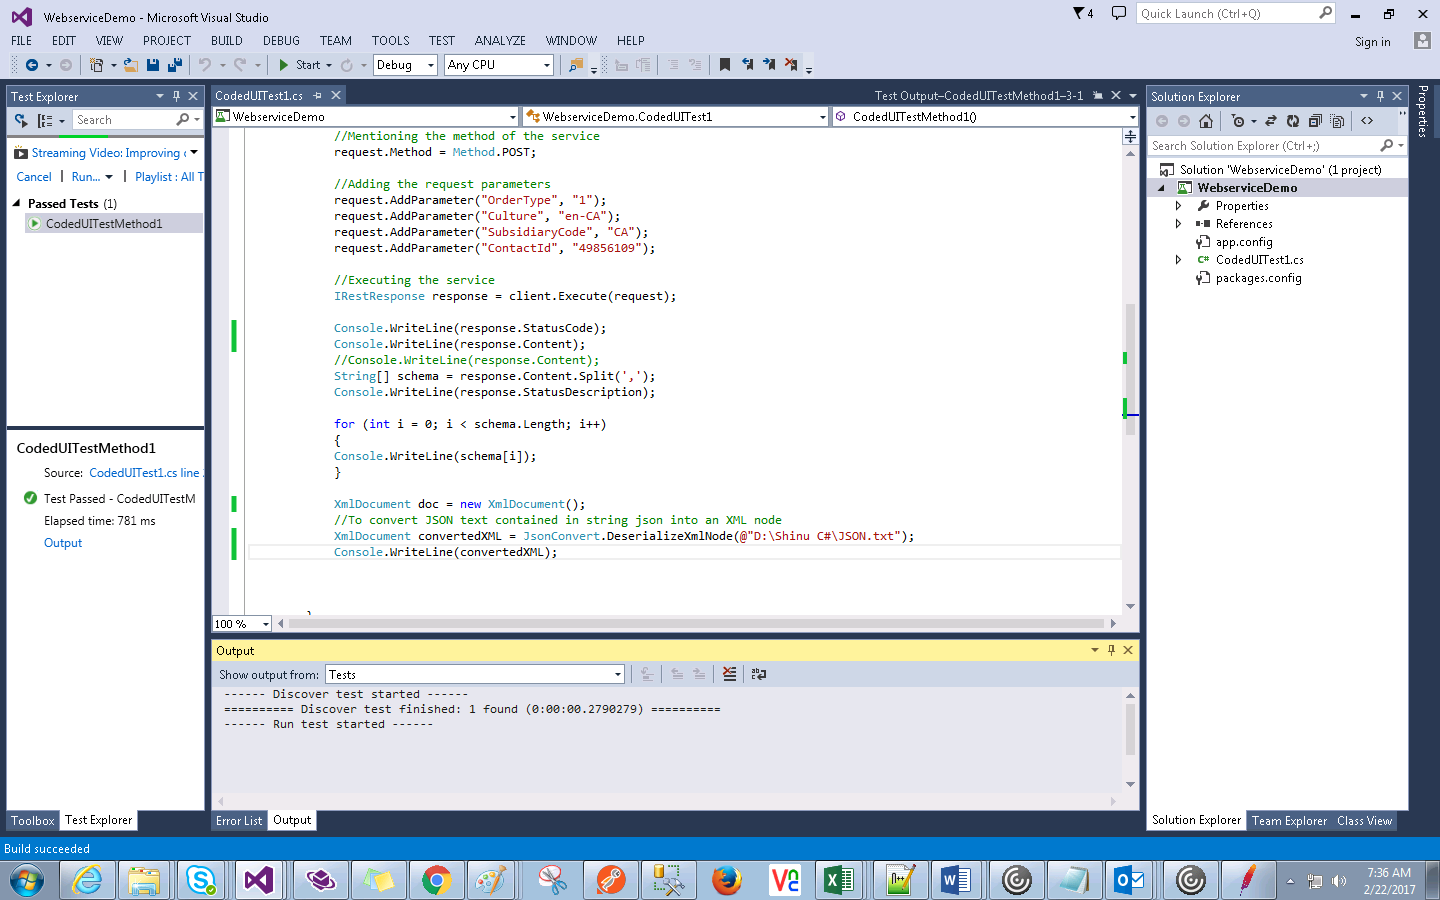 WebserviceDemo - Microsoft Visual Studio
4
Quick Launch (Ctrl+Q)
FILE EDIT VIEW PROJECT BUILD DEBUG TEAM TOOLS TEST ANALYZE WINDOW HELP
Sign in
Start
Debug
Any CPU
Test Explorer
Search
Streaming Video: Improving
Cancel | Run... | Playlist : All T
Passed Tests (1)
CodedUITestMethod1
CodedUITestMethod1
Source: CodedUITest1.cs line
Test Passed - CodedUITestM
Elapsed time: 781 ms
Output
Toolbox
Test Explorer
CodedUITest1.cs
Test Output–CodedUITestMethod1–3-1
WebserviceDemo
WebserviceDemo.CodedUITest1
CodedUITestMethod1()
//Mentioning the method of the service
request.Method = Method.POST;
//Adding the request parameters
request.AddParameter("OrderType", "1");
request.AddParameter("Culture", "en-CA");
request.AddParameter("SubsidiaryCode", "CA");
request.AddParameter("ContactId", "49856109");
//Executing the service
IRestResponse response = client.Execute(request);
Console.WriteLine(response.StatusCode);
Console.WriteLine(response.Content);
//Console.WriteLine(response.Content);
String[] schema = response.Content.Split(',');
Console.WriteLine(response.StatusDescription);
for (int i = 0; i < schema.Length; i++)
{
Console.WriteLine(schema[i]);
}
XmlDocument doc = new XmlDocument();
//To convert JSON text contained in string json into an XML node
XmlDocument convertedXML = JsonConvert.DeserializeXmlNode(@"D:\Shinu C#\JSON.txt");
Console.WriteLine(convertedXML);
100 %
Output
Show output from: Tests
------ Discover test started ------
========== Discover test finished: 1 found (0:00:00.2790279) ==========
------ Run test started ------
Error List
Output
Solution Explorer
Search Solution Explorer (Ctrl+;)
Solution 'WebserviceDemo' (1 project)
WebserviceDemo
Properties
References
app.config
C# CodedUITest1.cs
packages.config
Solution Explorer
Team Explorer
Class View
Properties
Build succeeded
7:36 AM
2/22/2017